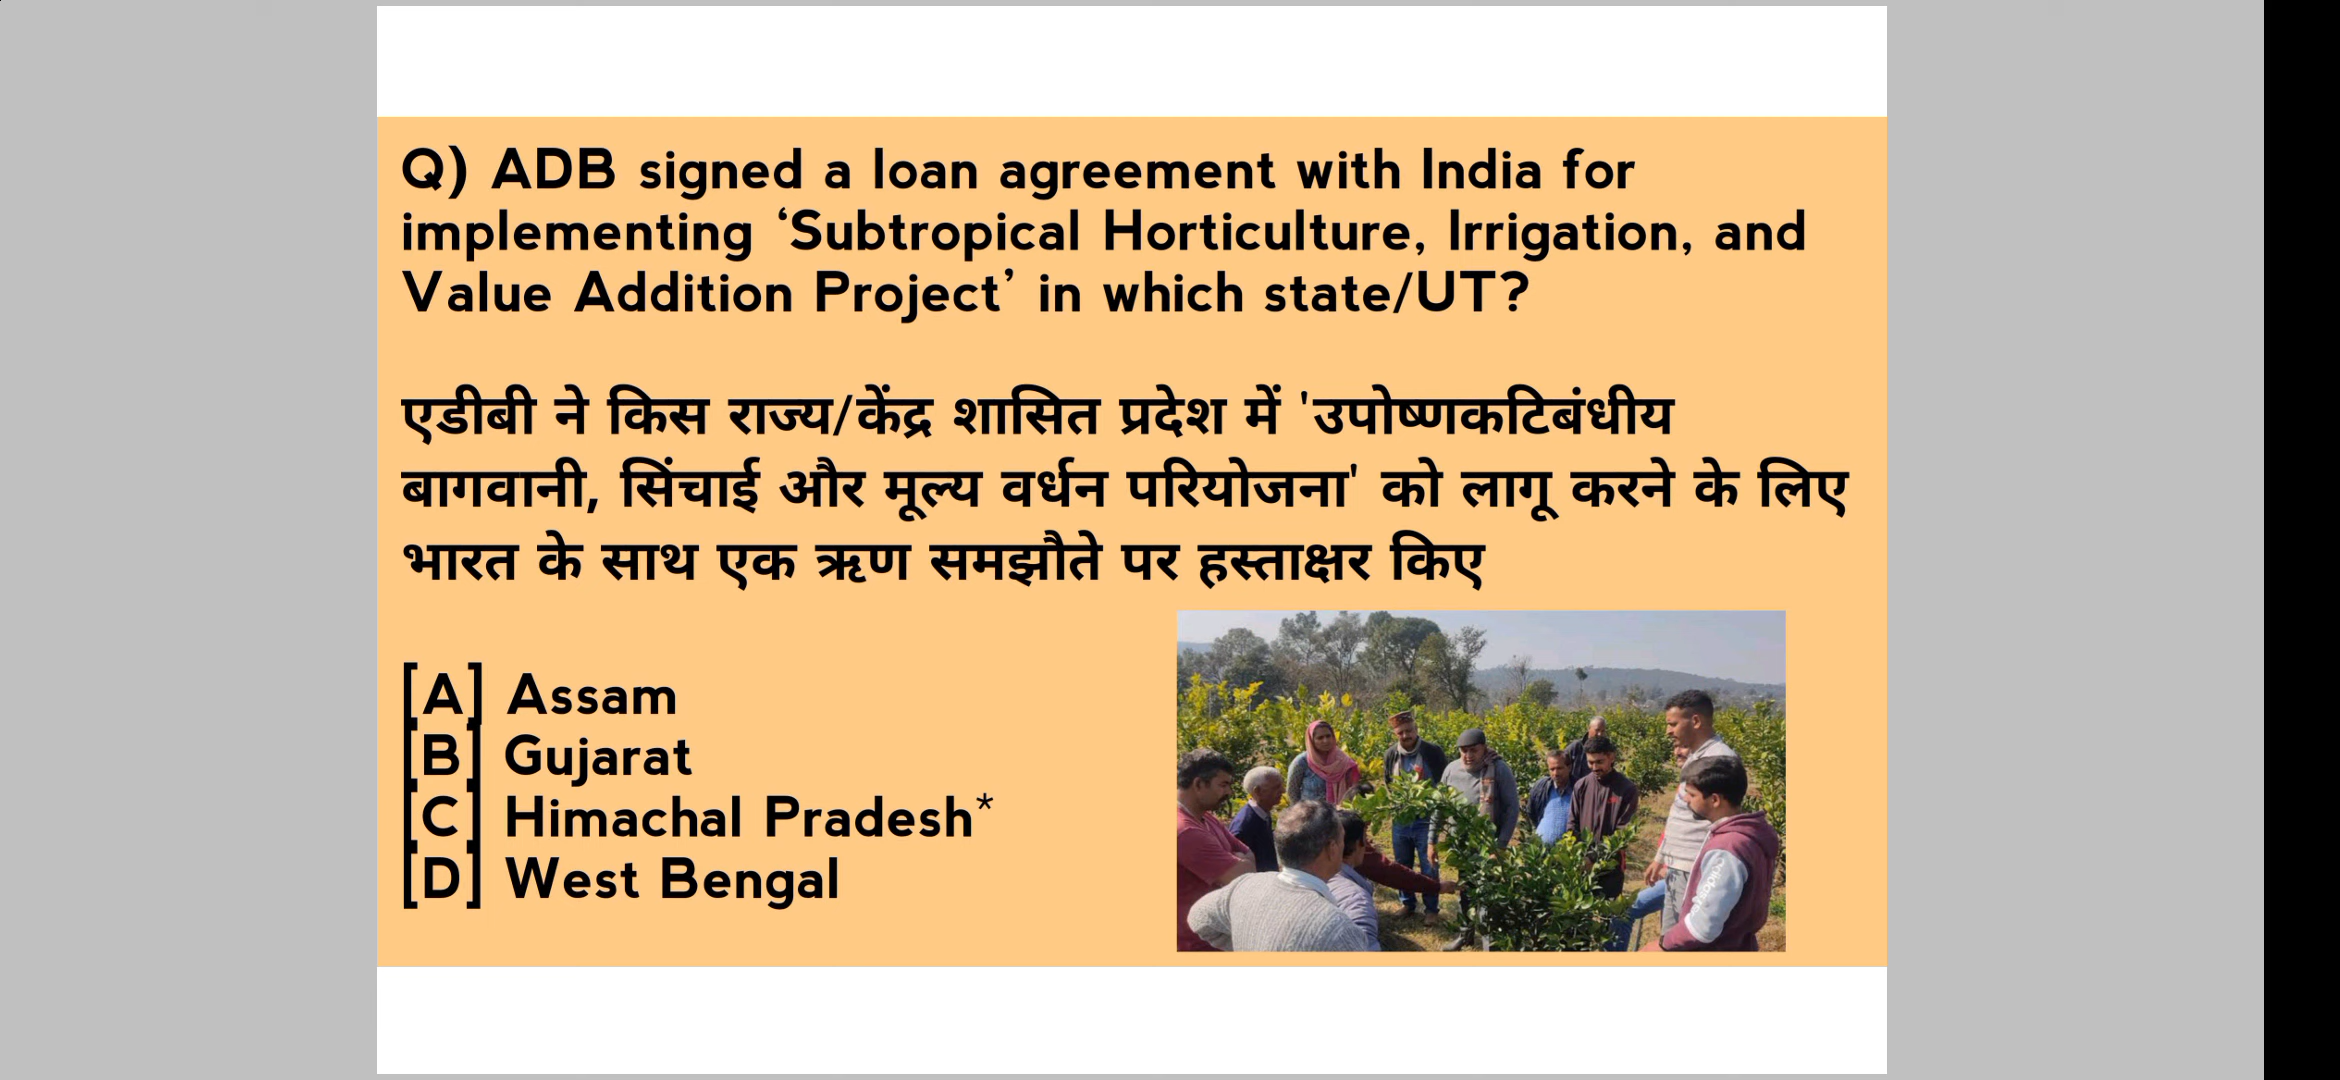 Q) ADB signed a loan agreement with India for
implementing ‘Subtropical Horticulture, Irrigation, and
Value Addition Project’ in which state/UT?
एडीबी ने किस राज्य/केंद्र शासित प्रदेश में 'उपोष्णकटिबंधीय
बागवानी, सिंचाई और मूल्य वर्धन परियोजना' को लागू करने के लिए
भारत के साथ एक ऋण समझौते पर हस्ताक्षर किए
[A] Assam
[B] Gujarat
[C] Himachal Pradesh*
[D] West Bengal